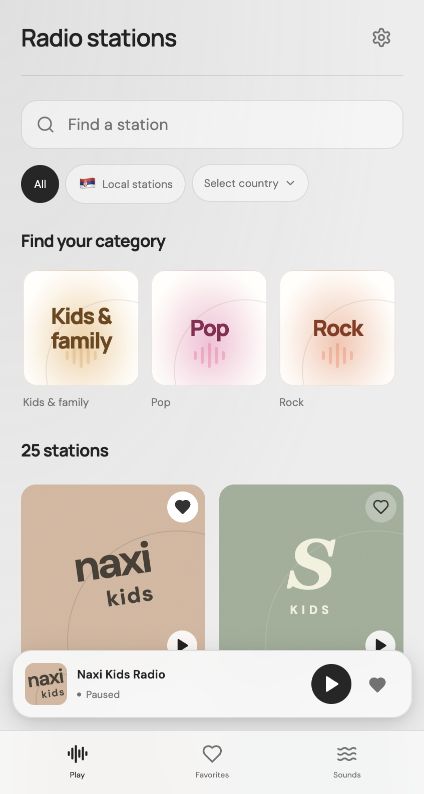 Radio stations
Find a station
All
Local stations
Select country
Find your category
Kids &
family
Pop
Rock
Kids & family
Pop
Rock
25 stations
naxi
kids
S
KIDS
naxi
kids
Naxi Kids Radio
Paused
Play
Favorites
Sounds